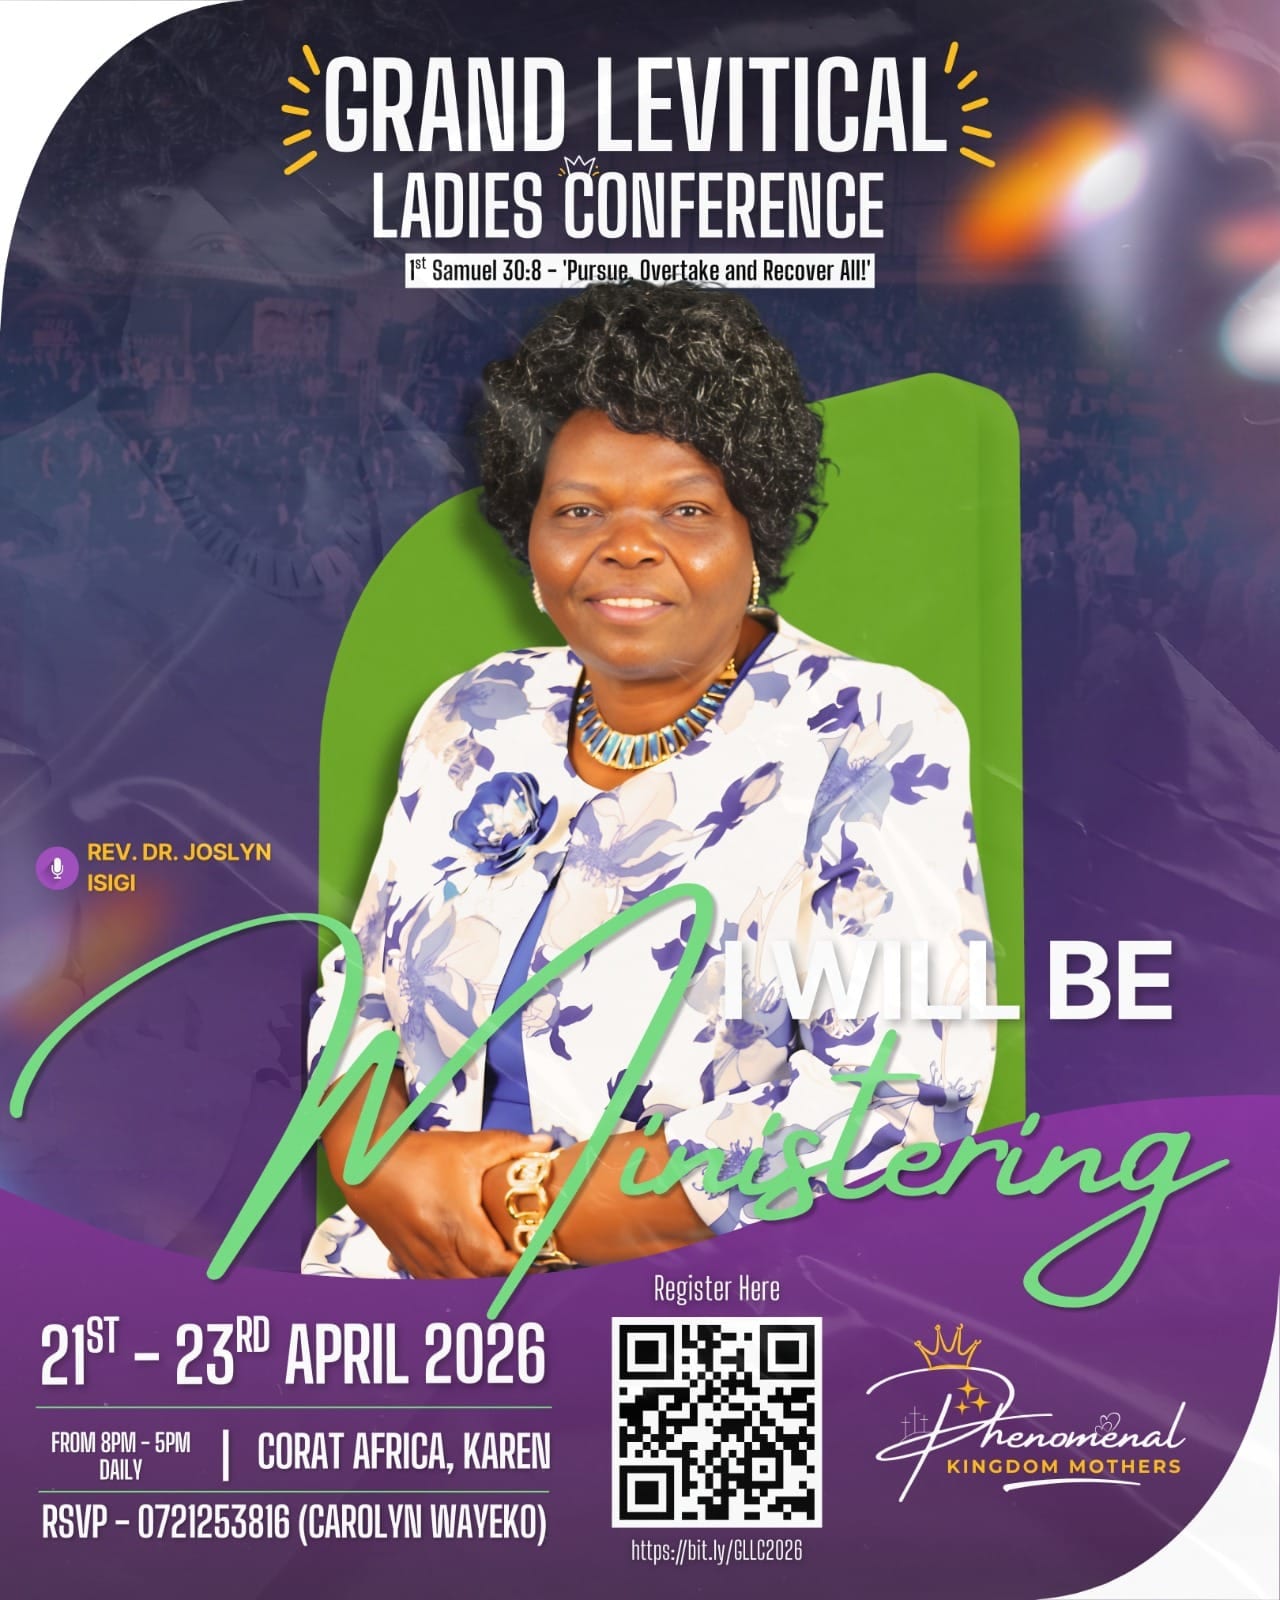 GRAND LEVITICAL
LADIES CONFERENCE
1st Samuel 30:8 - 'Pursue, Overtake and Recover All!'
REV. DR. JOSLYN
ISIGI
I WILL BE
Ministering
Register Here
21ST - 23RD APRIL 2026
FROM 8PM - 5PM
DAILY
CORAT AFRICA, KAREN
RSVP - 0721253816 (CAROLYN WAYEKO)
https://bit.ly/GLLC2026
Phenomenal
KINGDOM MOTHERS